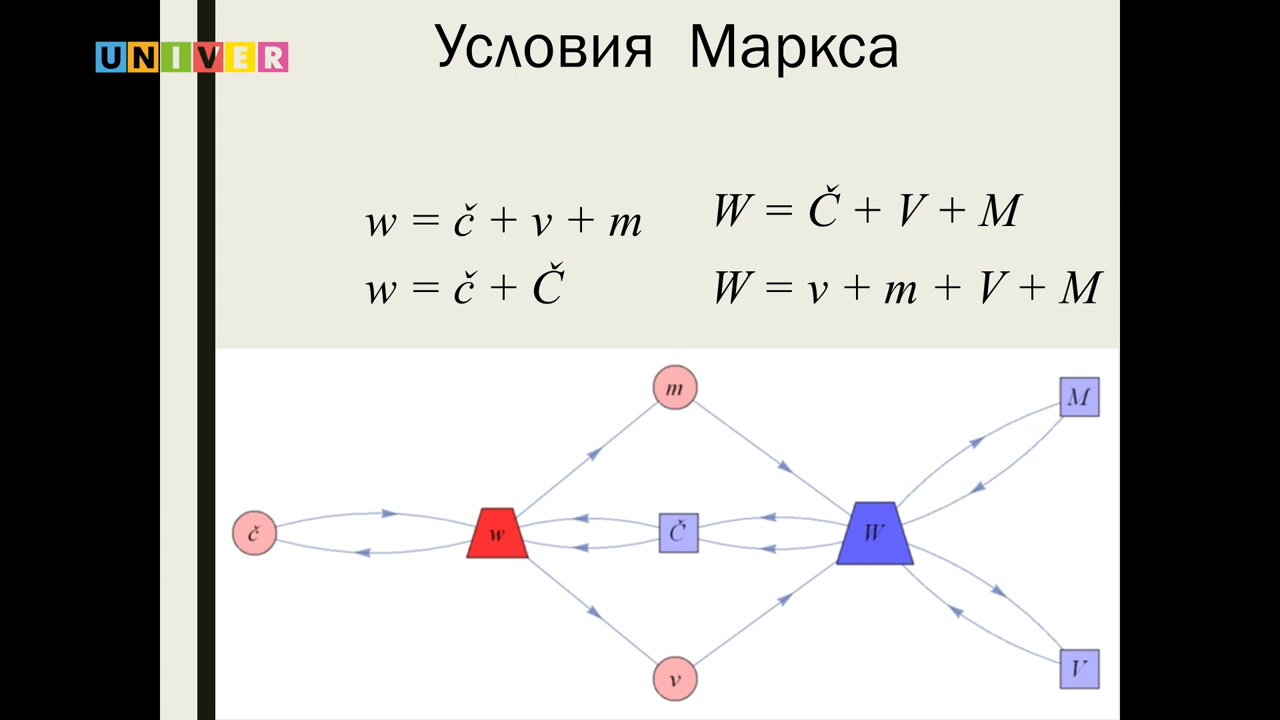 UNIVER
Условия Маркса
w = č + v + m
W = Č + V + M
w = č + Č
W = v + m + V + M
m
M
č
w
Č
W
v
V